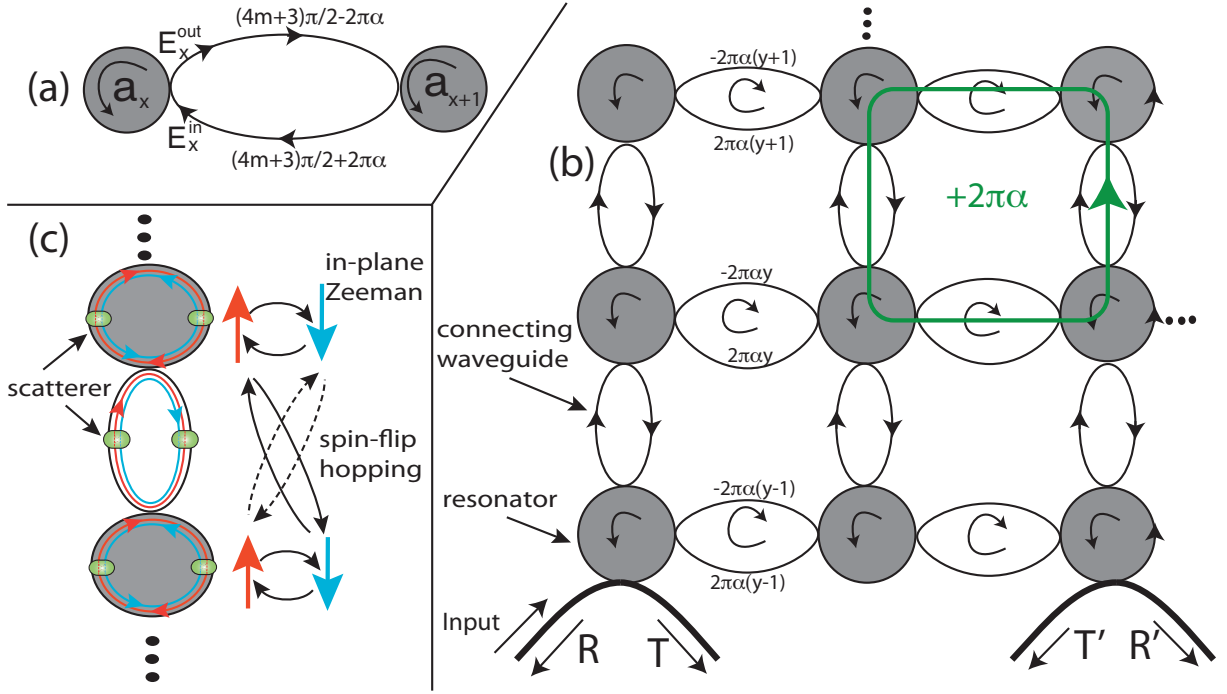 (a)
(4m+3)π/2-2πα
E_x^out
a_x
a_x+1
E_x^in
(4m+3)π/2+2πα
(b)
-2πα(y+1)
2πα(y+1)
+2πα
-2παy
2παy
connecting
waveguide
resonator
-2πα(y-1)
2πα(y-1)
Input
R
T
T′
R′
(c)
in-plane
Zeeman
scatterer
spin-flip
hopping